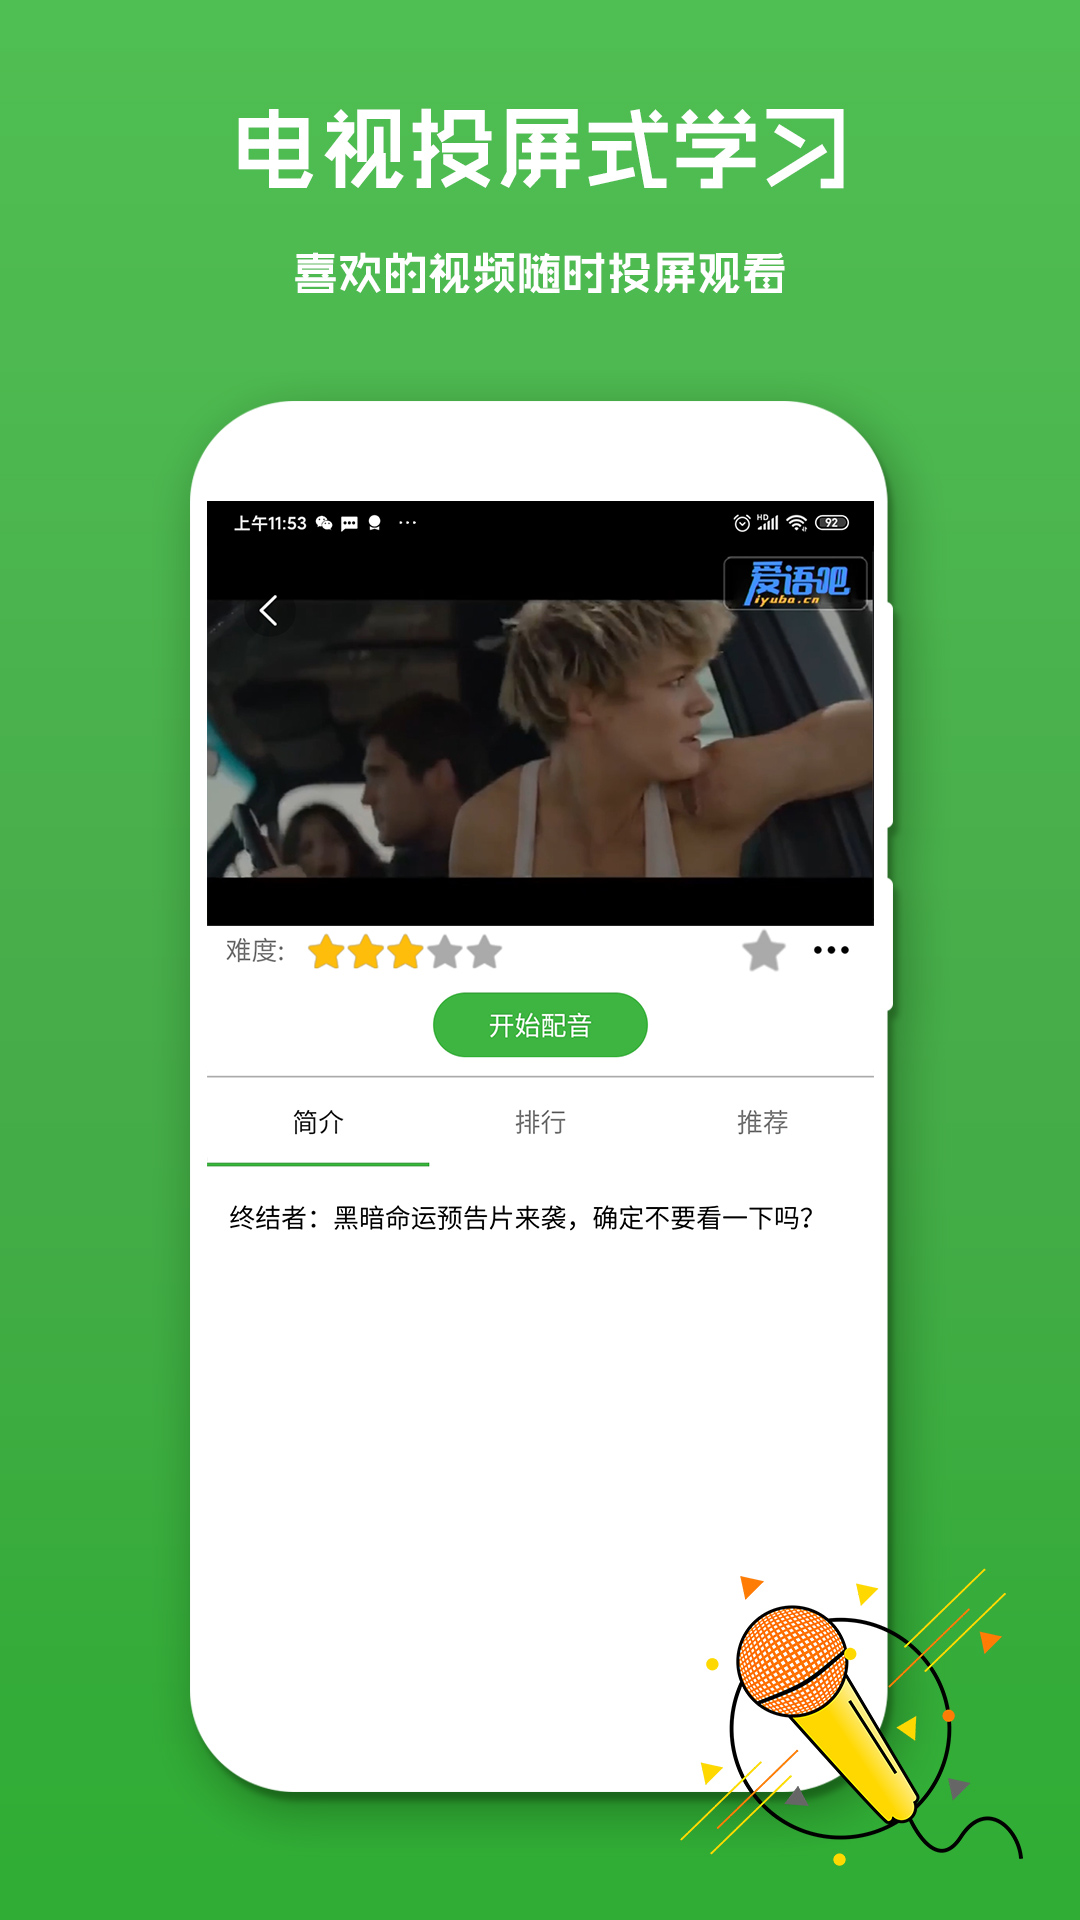 电视投屏式学习
喜欢的视频随时投屏观看
上午11:53
HD
92
爱语吧
iyuba.cn
难度:
开始配音
简介
排行
推荐
终结者：黑暗命运预告片来袭，确定不要看一下吗？